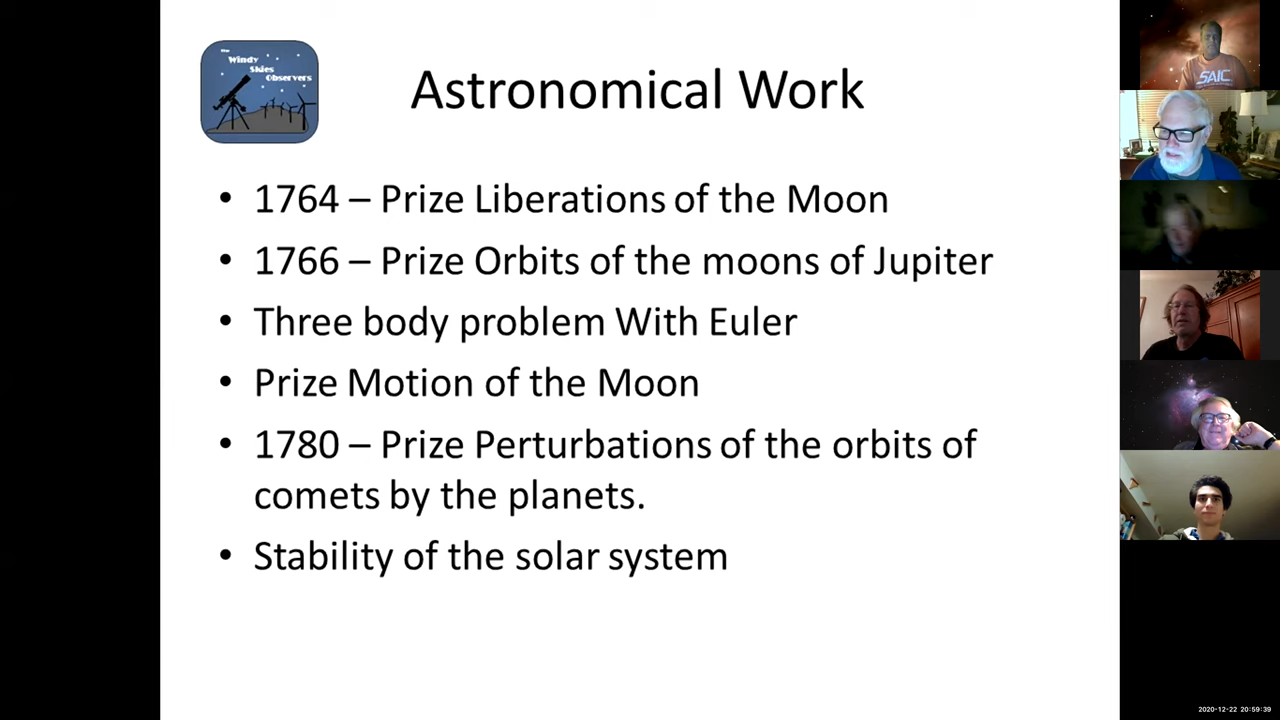 The
Windy
Skies
Observers
Astronomical Work
• 1764 – Prize Liberations of the Moon
• 1766 – Prize Orbits of the moons of Jupiter
• Three body problem With Euler
• Prize Motion of the Moon
• 1780 – Prize Perturbations of the orbits of
comets by the planets.
• Stability of the solar system
SAIC
2020-12-22 20:59:39